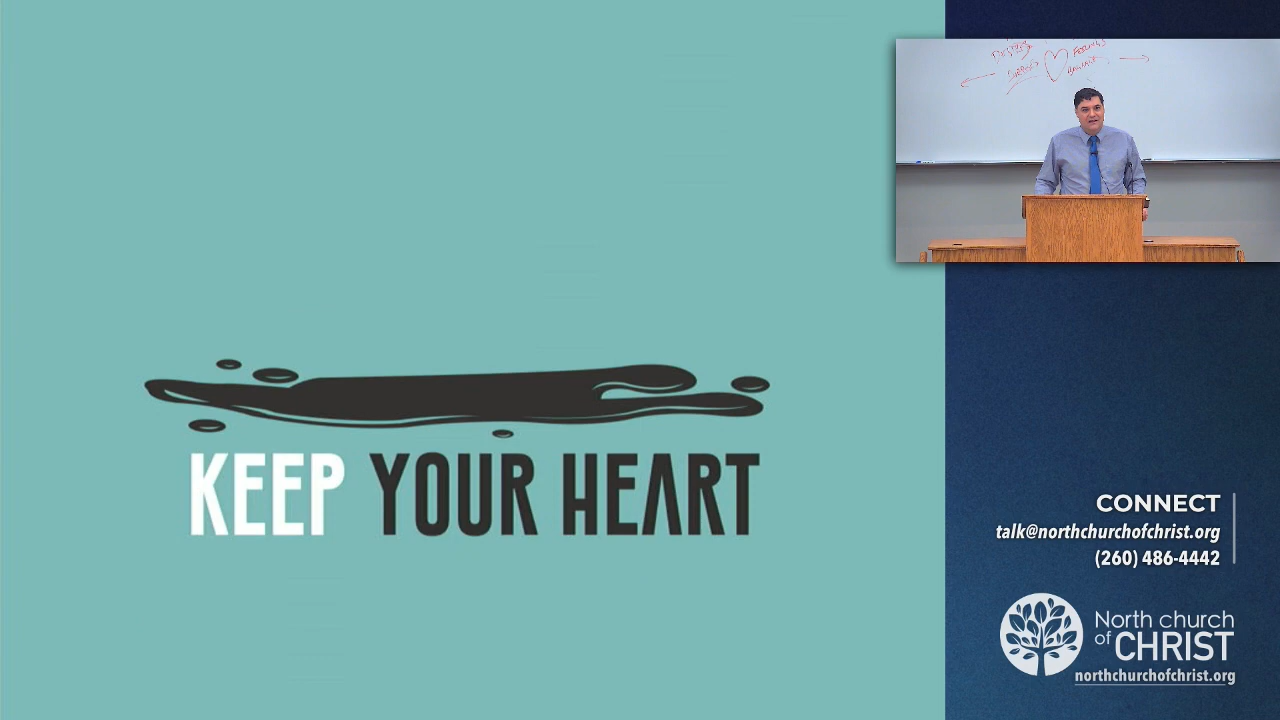 KEEP YOUR HEART
CONNECT
talk@northchurchofchrist.org
(260) 486-4442
North church
of CHRIST
northchurchofchrist.org